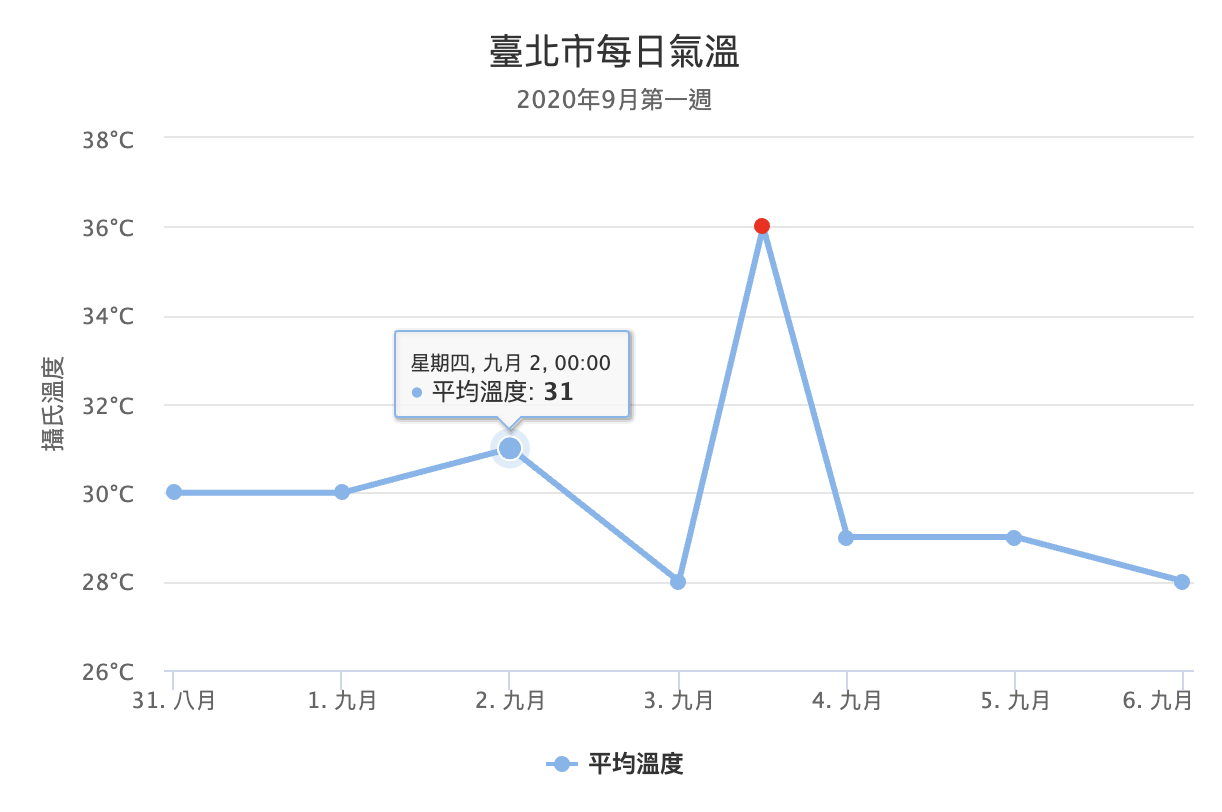 臺北市每日氣溫
2020年9月第一週
38°C
36°C
34°C
32°C
30°C
28°C
26°C
攝氏溫度
星期四, 九月 2, 00:00
平均溫度: 31
31. 八月
1. 九月
2. 九月
3. 九月
4. 九月
5. 九月
6. 九月
平均溫度